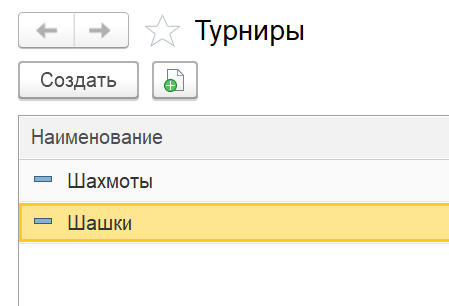 Турниры
Создать
Наименование
Шахмоты
Шашки